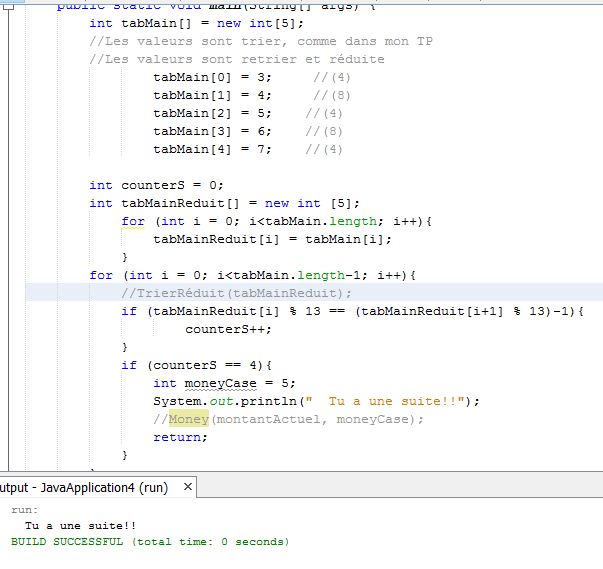 public static void main(String[] args) {
int tabMain[] = new int[5];
//Les valeurs sont trier, comme dans mon TP
//Les valeurs sont retrier et réduite
tabMain[0] = 3; //(4)
tabMain[1] = 4; //(8)
tabMain[2] = 5; //(4)
tabMain[3] = 6; //(8)
tabMain[4] = 7; //(4)
int counterS = 0;
int tabMainReduit[] = new int [5];
for (int i = 0; i<tabMain.length; i++){
tabMainReduit[i] = tabMain[i];
}
for (int i = 0; i<tabMain.length-1; i++){
//TrierRéduit(tabMainReduit);
if (tabMainReduit[i] % 13 == (tabMainReduit[i+1] % 13)-1){
counterS++;
}
if (counterS == 4){
int moneyCase = 5;
System.out.println("  Tu a une suite!!");
//Money(montantActuel, moneyCase);
return;
}
utput - JavaApplication4 (run) ×
run:
Tu a une suite!!
BUILD SUCCESSFUL (total time: 0 seconds)